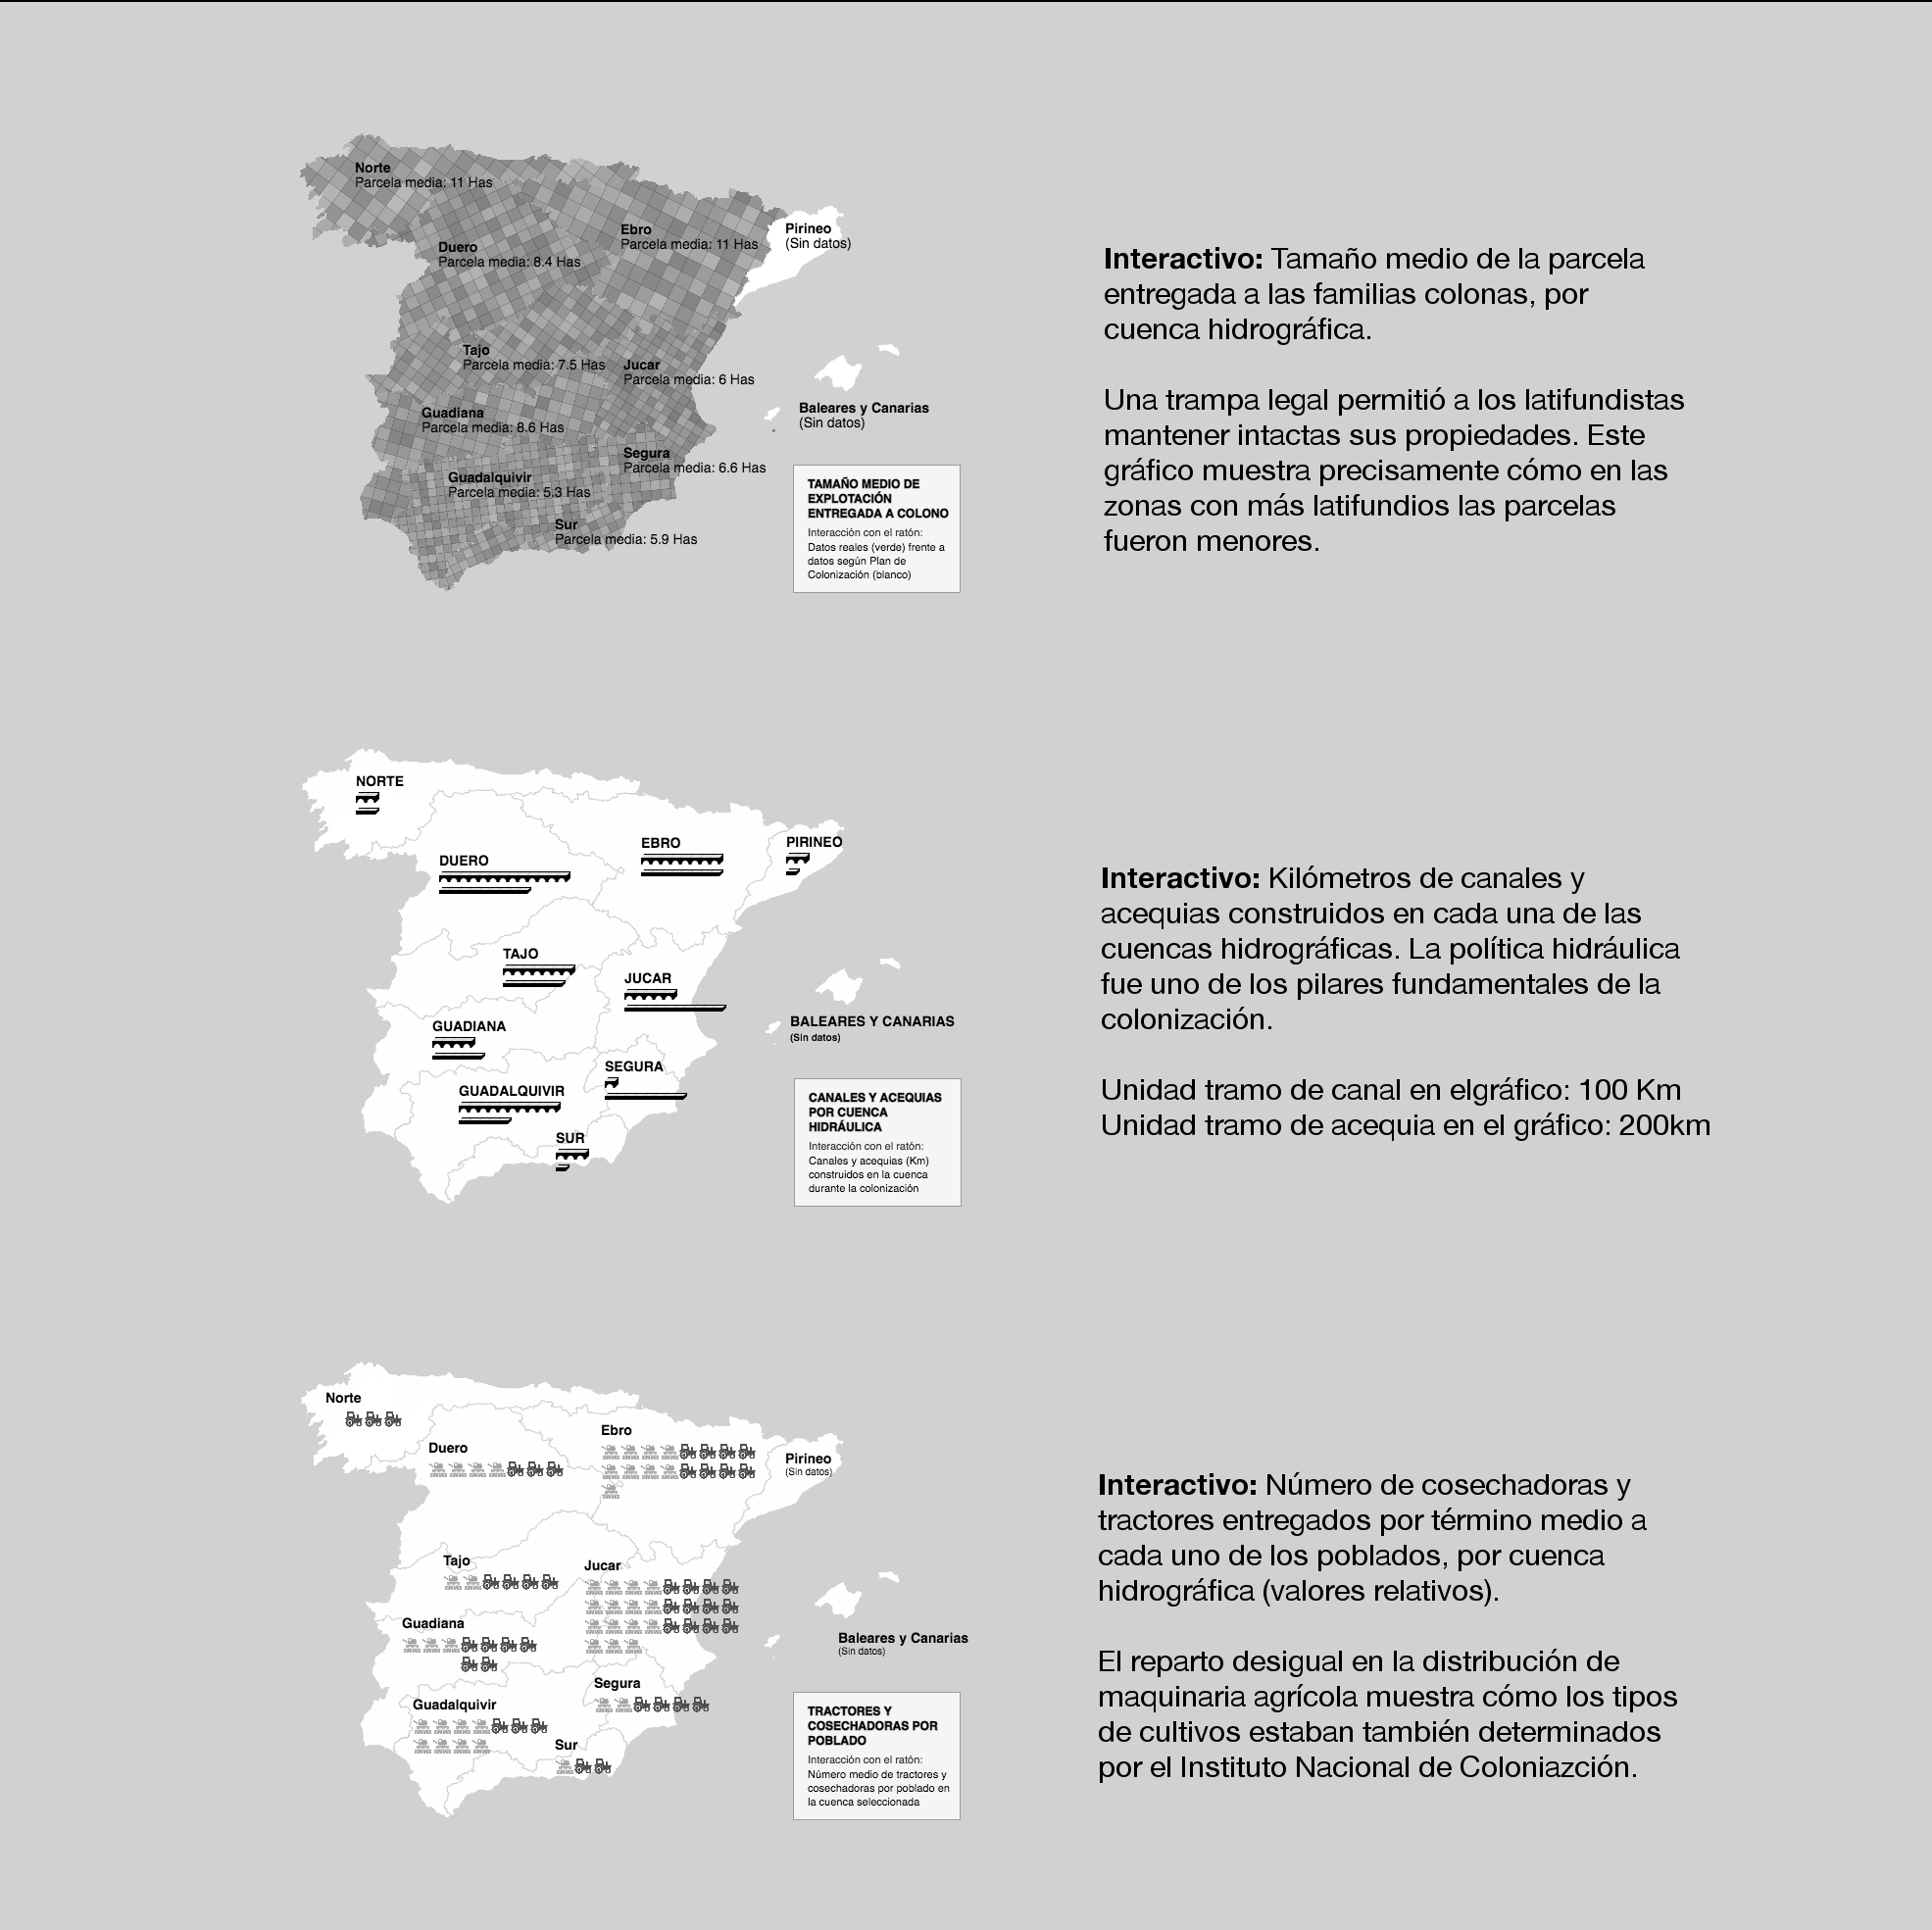 Norte
Parcela media: 11 Has
Ebro
Parcela media: 11 Has
Pirineo
(Sin datos)
Duero
Parcela media: 8.4 Has
Tajo
Parcela media: 7.5 Has
Jucar
Parcela media: 6 Has
Guadiana
Parcela media: 8.6 Has
Baleares y Canarias
(Sin datos)
Segura
Parcela media: 6.6 Has
Guadalquivir
Parcela media: 5.3 Has
Sur
Parcela media: 5.9 Has
TAMAÑO MEDIO DE
EXPLOTACIÓN
ENTREGADA A COLONO
Interacción con el ratón:
Datos reales (verde) frente a
datos según Plan de
Colonización (blanco)
Interactivo: Tamaño medio de la parcela
entregada a las familias colonas, por
cuenca hidrográfica.
Una trampa legal permitió a los latifundistas
mantener intactas sus propiedades. Este
gráfico muestra precisamente cómo en las
zonas con más latifundios las parcelas
fueron menores.
NORTE
EBRO
PIRINEO
DUERO
TAJO
JUCAR
GUADIANA
BALEARES Y CANARIAS
(Sin datos)
SEGURA
GUADALQUIVIR
SUR
CANALES Y ACEQUIAS
POR CUENCA
HIDRÁULICA
Interacción con el ratón:
Canales y acequias (Km)
construidos en la cuenca
durante la colonización
Interactivo: Kilómetros de canales y
acequias construidos en cada una de las
cuencas hidrográficas. La política hidráulica
fue uno de los pilares fundamentales de la
colonización.
Unidad tramo de canal en elgráfico: 100 Km
Unidad tramo de acequia en el gráfico: 200km
Norte
Ebro
Duero
Pirineo
(Sin datos)
Tajo
Jucar
Guadiana
Baleares y Canarias
(Sin datos)
Segura
Guadalquivir
Sur
TRACTORES Y
COSECHADORAS POR
POBLADO
Interacción con el ratón:
Número medio de tractores y
cosechadoras por poblado en
la cuenca seleccionada
Interactivo: Número de cosechadoras y
tractores entregados por término medio a
cada uno de los poblados, por cuenca
hidrográfica (valores relativos).
El reparto desigual en la distribución de
maquinaria agrícola muestra cómo los tipos
de cultivos estaban también determinados
por el Instituto Nacional de Coloniazción.